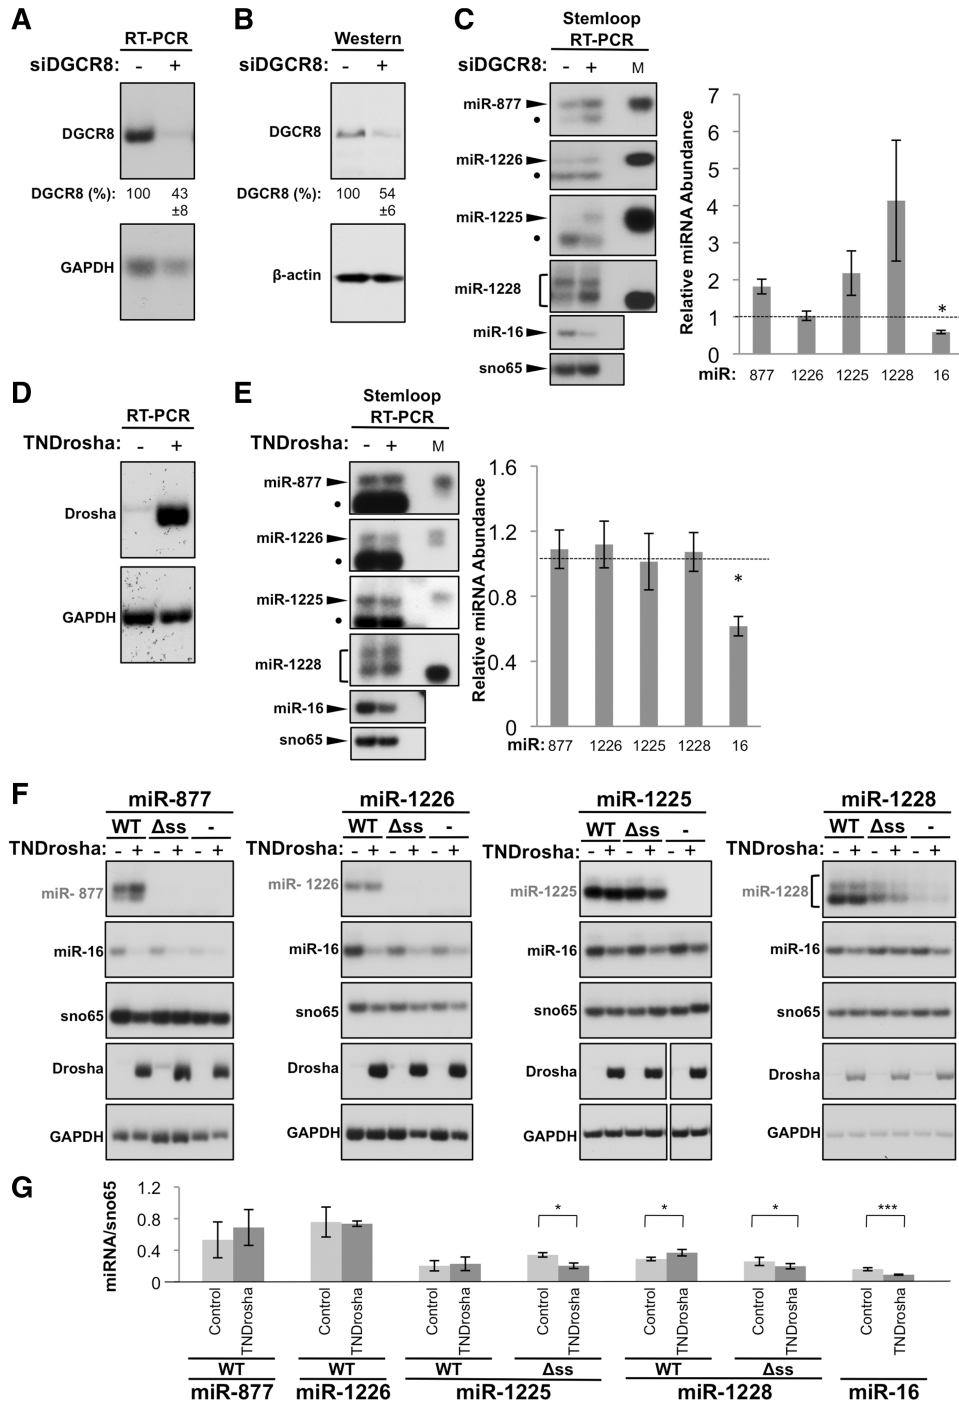 A
RT-PCR
siDGCR8: - +
DGCR8
DGCR8 (%): 100 43 ±8
GAPDH
B
Western
siDGCR8: - +
DGCR8
DGCR8 (%): 100 54 ±6
β-actin
C
Stemloop
RT-PCR
siDGCR8: - + M
miR-877
miR-1226
miR-1225
miR-1228
miR-16
sno65
Relative miRNA Abundance
7
6
5
4
3
2
1
0
*
miR: 877 1226 1225 1228 16
D
RT-PCR
TNDrosha: - +
Drosha
GAPDH
E
Stemloop
RT-PCR
TNDrosha: - + M
miR-877
miR-1226
miR-1225
miR-1228
miR-16
sno65
Relative miRNA Abundance
1.6
1.2
0.8
0.4
0
*
miR: 877 1226 1225 1228 16
F
miR-877
WT Δss -
TNDrosha: - + - + - +
miR- 877
miR-16
sno65
Drosha
GAPDH
miR-1226
WT Δss -
TNDrosha: - + - + - +
miR- 1226
miR-16
sno65
Drosha
GAPDH
miR-1225
WT Δss -
TNDrosha: - + - + - +
miR-1225
miR-16
sno65
Drosha
GAPDH
miR-1228
WT Δss -
TNDrosha: - + - + - +
miR-1228
miR-16
sno65
Drosha
GAPDH
G
miRNA/sno65
1.2
0.8
0.4
0
* * * ***
Control TNDrosha Control TNDrosha Control TNDrosha Control TNDrosha Control TNDrosha Control TNDrosha Control TNDrosha
WT WT WT Δss WT Δss
miR-877 miR-1226 miR-1225 miR-1228 miR-16